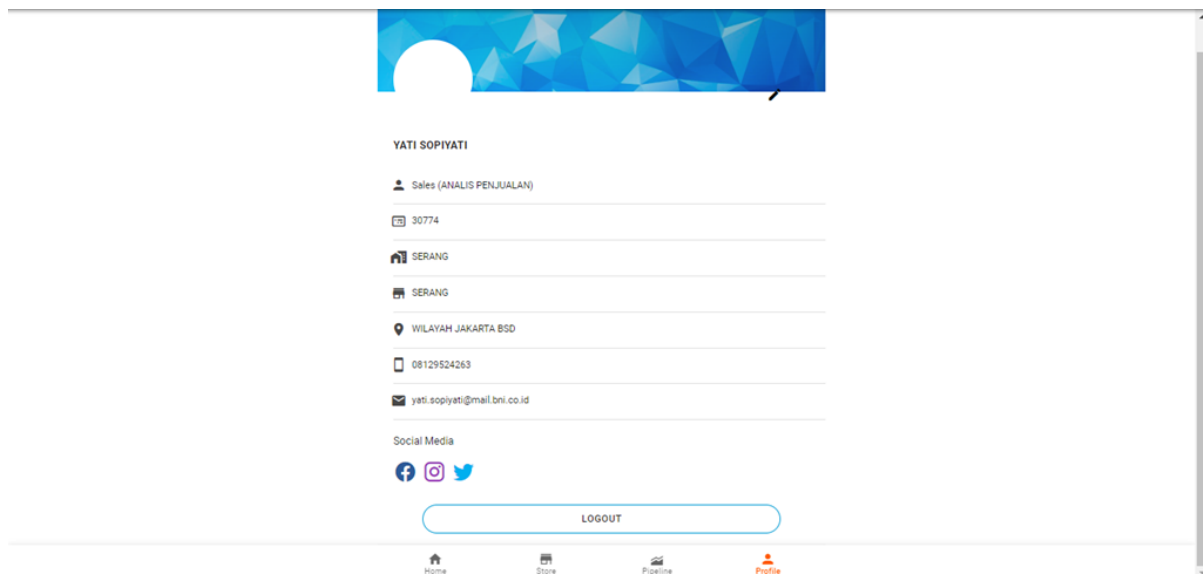 YATI SOPIYATI
Sales (ANALIS PENJUALAN)
30774
SERANG
SERANG
WILAYAH JAKARTA BSD
08129524263
yati.sopiyati@mail.bni.co.id
Social Media
LOGOUT
Home Store Pipeline Profile